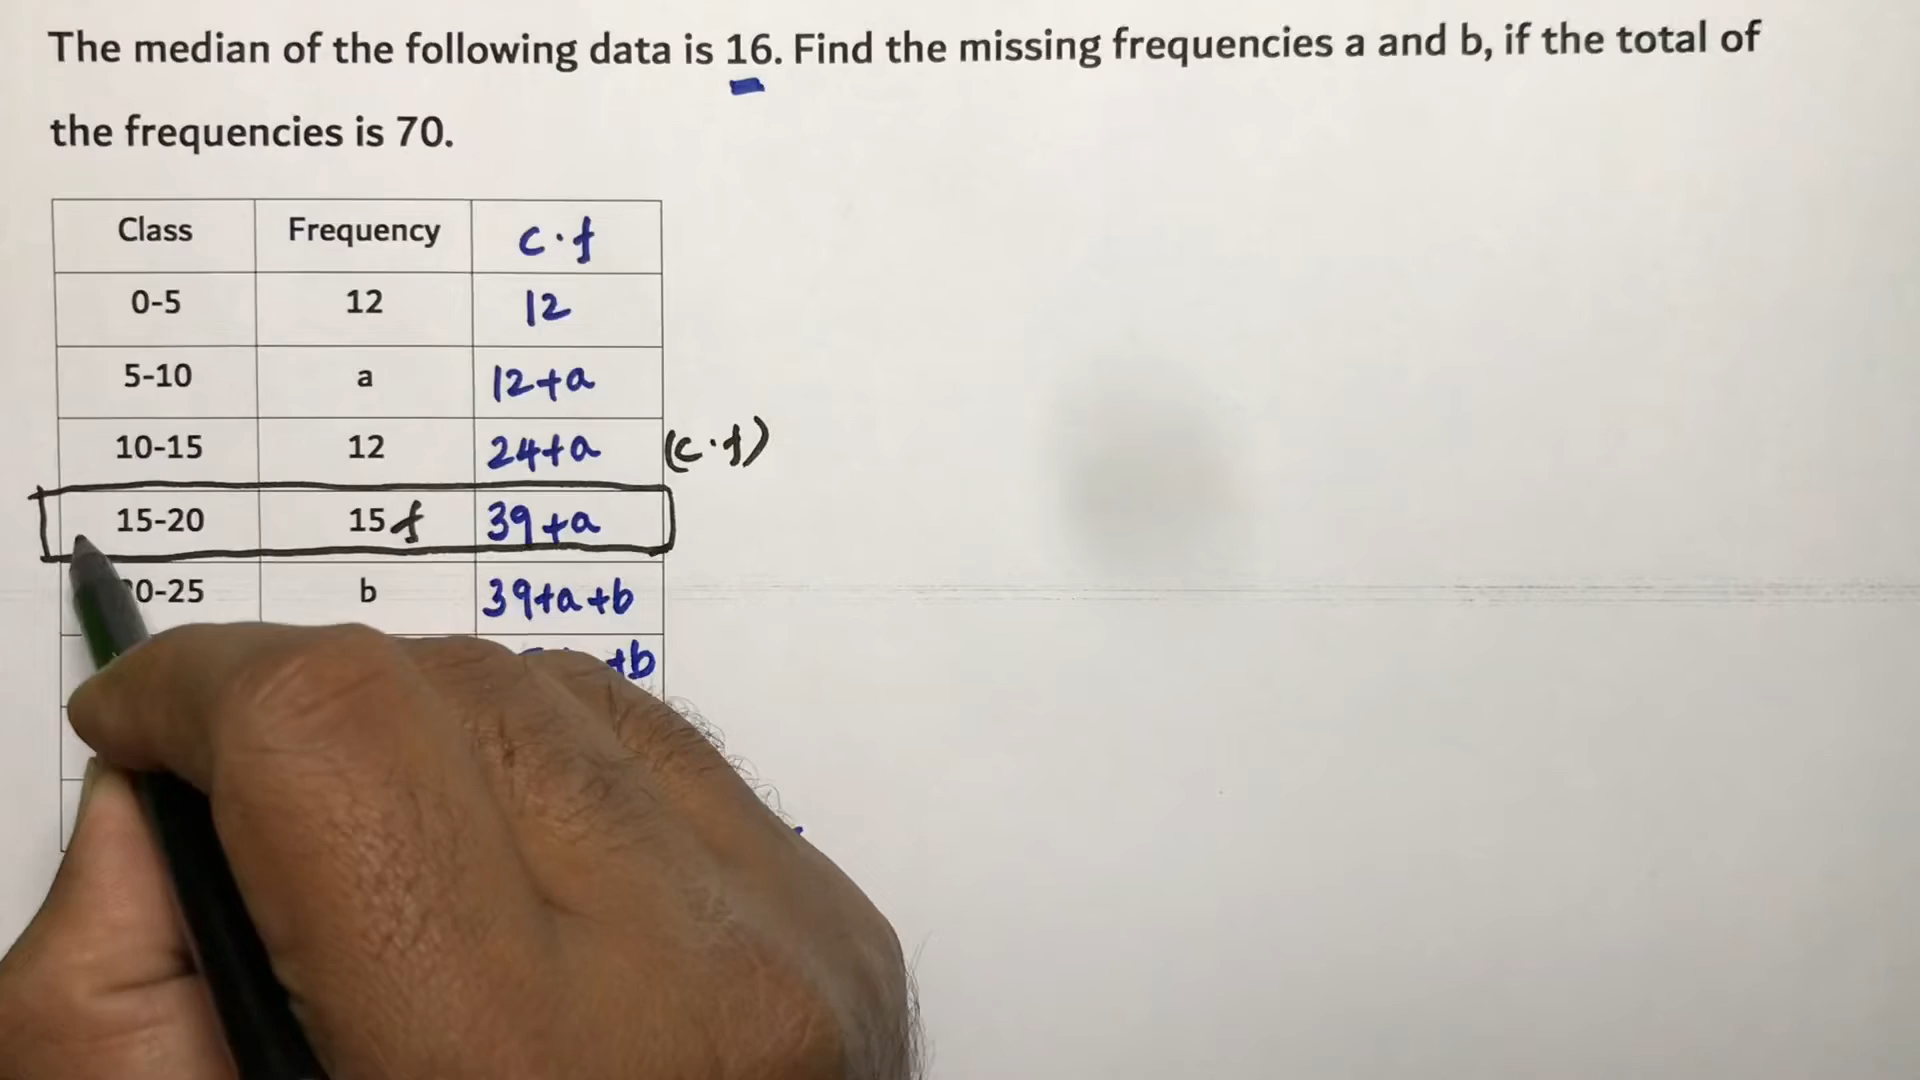 The median of the following data is 16. Find the missing frequencies a and b, if the total of
the frequencies is 70.
Class Frequency c.f
0-5 12 12
5-10 a 12+a
10-15 12 24+a (c.f)
15-20 15 f 39+a
0-25 b 39+a+b
+b